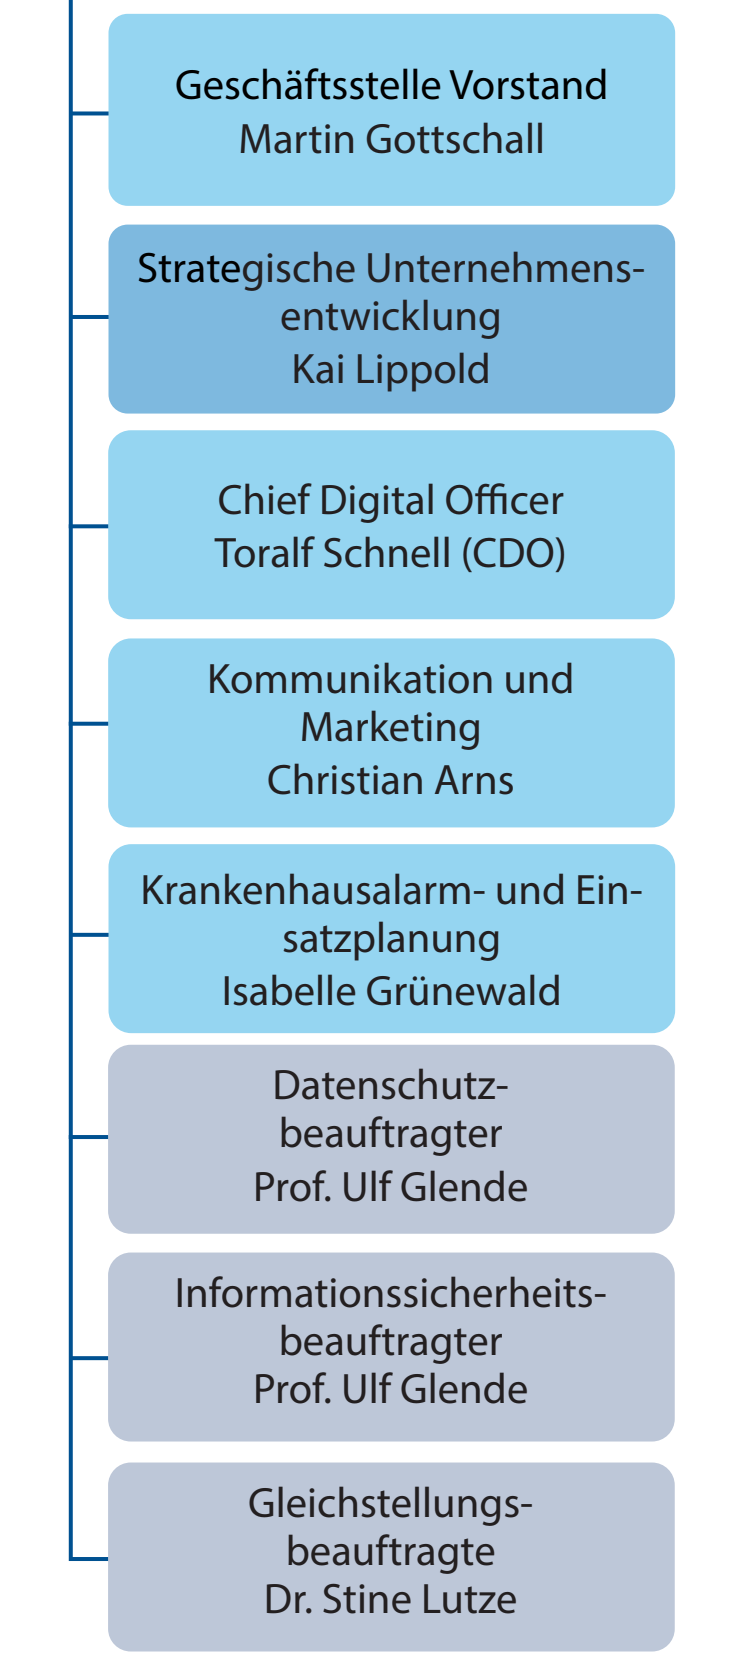 Geschäftsstelle Vorstand
Martin Gottschall
Strategische Unternehmens-
entwicklung
Kai Lippold
Chief Digital Officer
Toralf Schnell (CDO)
Kommunikation und
Marketing
Christian Arns
Krankenhausalarm- und Ein-
satzplanung
Isabelle Grünewald
Datenschutz-
beauftragter
Prof. Ulf Glende
Informationssicherheits-
beauftragter
Prof. Ulf Glende
Gleichstellungs-
beauftragte
Dr. Stine Lutze